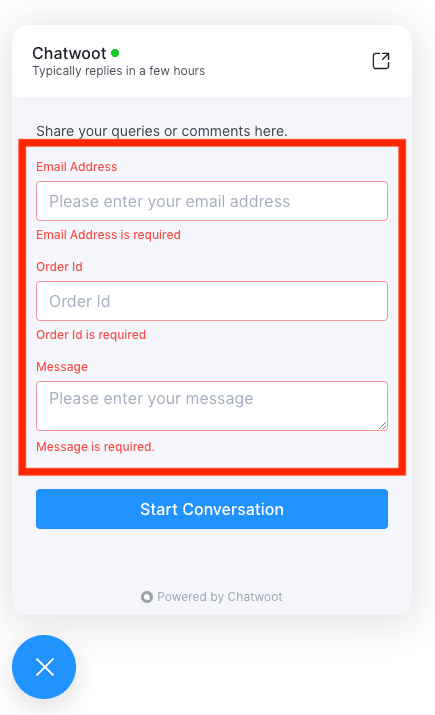 Chatwoot
Typically replies in a few hours
Share your queries or comments here.
Email Address
Please enter your email address
Email Address is required
Order Id
Order Id
Order Id is required
Message
Please enter your message
Message is required.
Start Conversation
Powered by Chatwoot